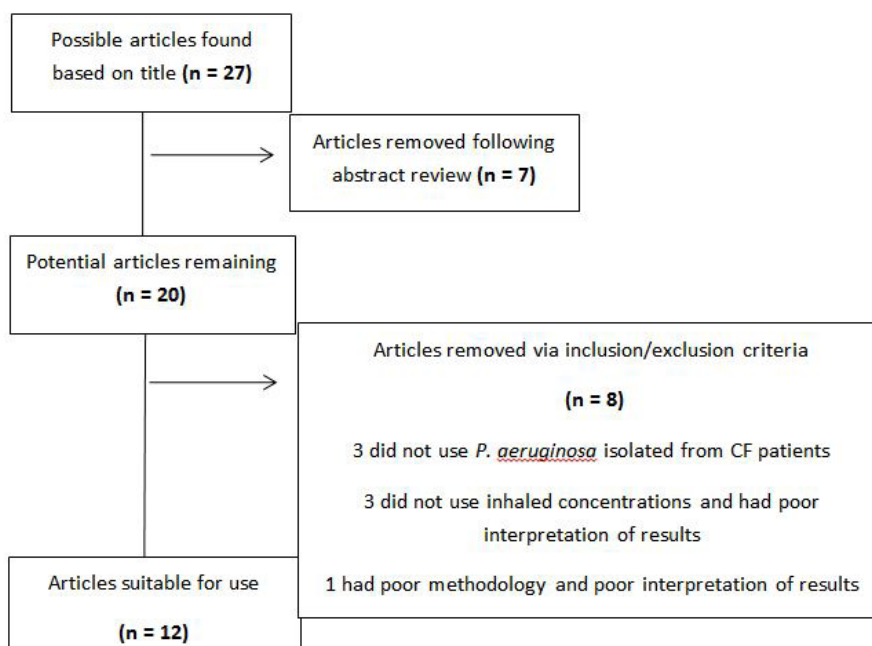 Possible articles found
based on title (n = 27)
Articles removed following
abstract review (n = 7)
Potential articles remaining
(n = 20)
Articles removed via inclusion/exclusion criteria
(n = 8)
3 did not use P. aeruginosa isolated from CF patients
3 did not use inhaled concentrations and had poor
interpretation of results
1 had poor methodology and poor interpretation of results
Articles suitable for use
(n = 12)